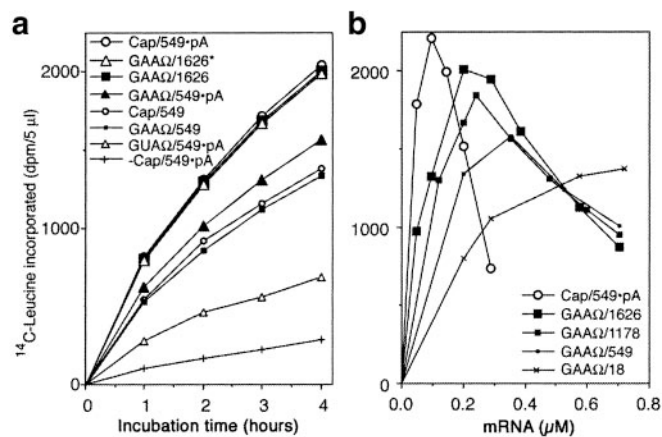 a
Cap/549•pA
GAAΩ/1626*
GAAΩ/1626
GAAΩ/549•pA
Cap/549
GAAΩ/549
GUAΩ/549•pA
-Cap/549•pA
¹⁴C-Leucine incorporated (dpm/5 µl)
2000
1000
0
0 1 2 3 4
Incubation time (hours)
b
2000
1000
0
Cap/549•pA
GAAΩ/1626
GAAΩ/1178
GAAΩ/549
GAAΩ/18
0.0 0.2 0.4 0.6 0.8
mRNA (µM)